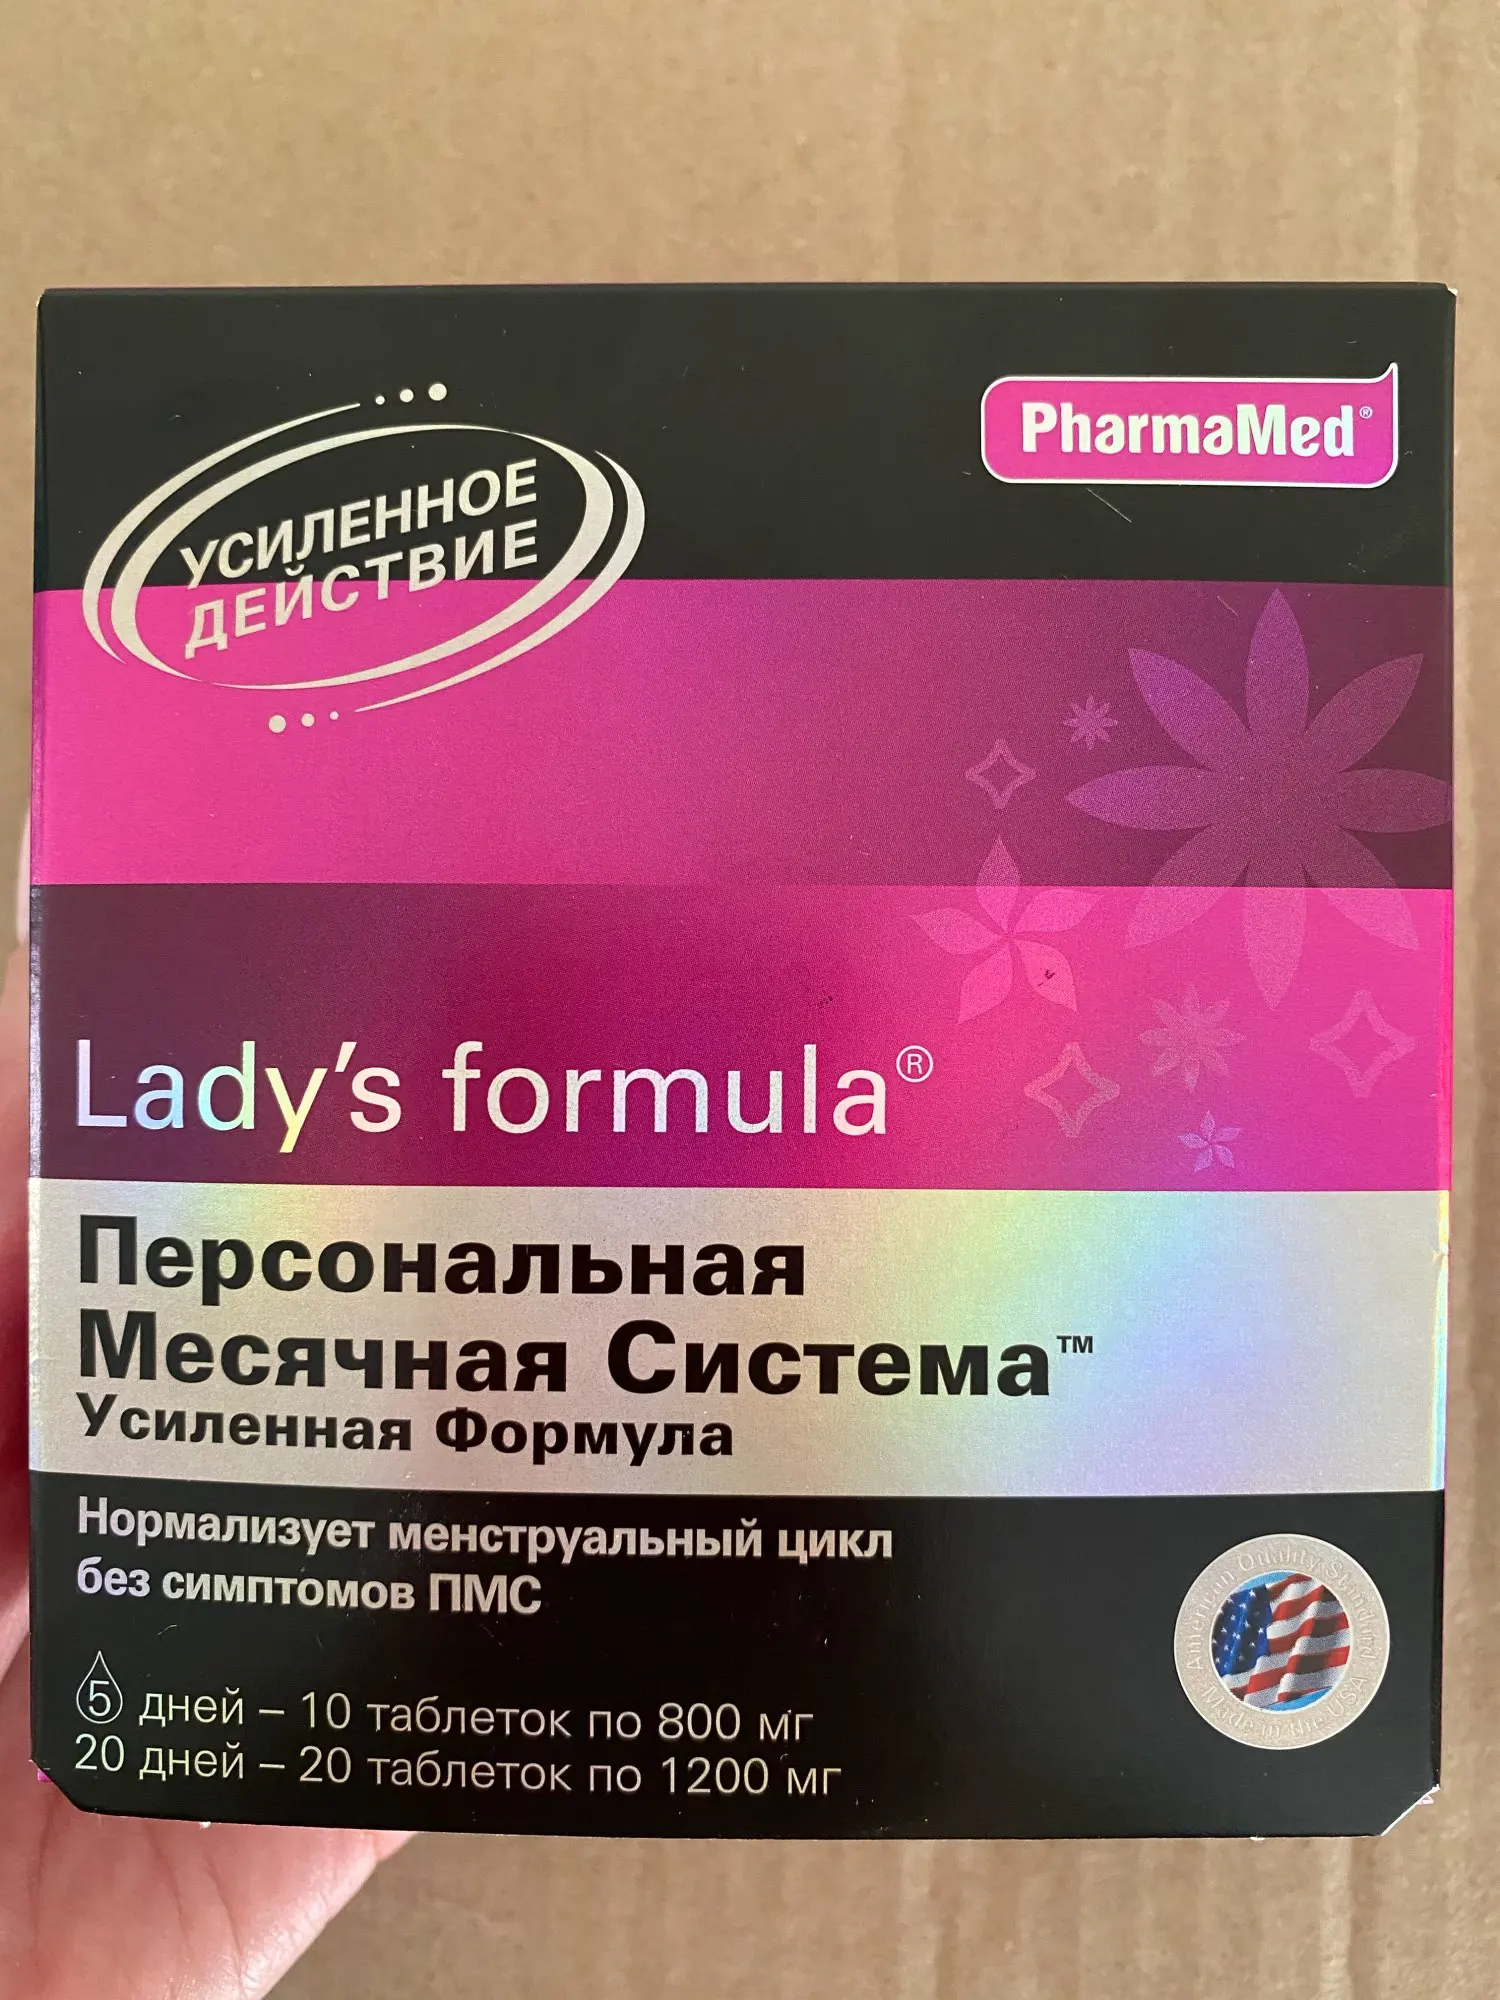 УСИЛЕННОЕ
ДЕЙСТВИЕ
PharmaMed®
Lady's formula®
Персональная
Месячная Система™
Усиленная Формула
Нормализует менструальный цикл
без симптомов ПМС
5 дней – 10 таблеток по 800 мг
20 дней – 20 таблеток по 1200 мг
American Quality Standard
Made in the USA